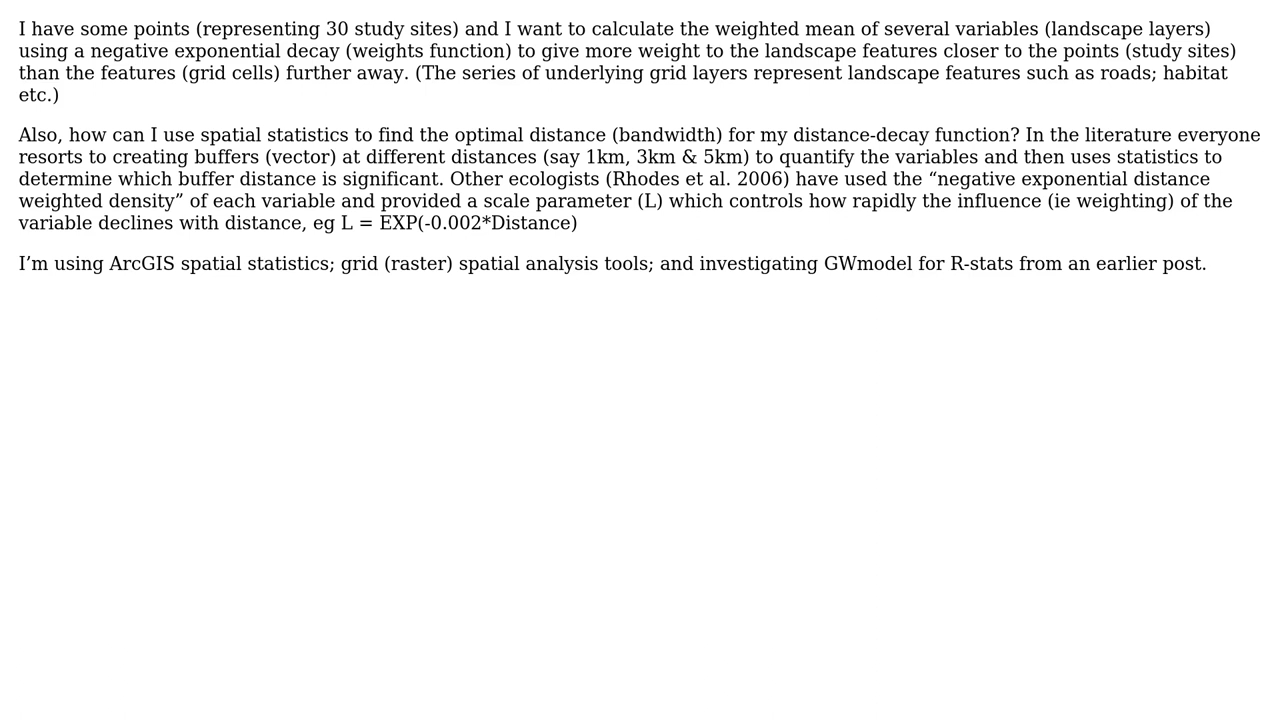 I have some points (representing 30 study sites) and I want to calculate the weighted mean of several variables (landscape layers)
using a negative exponential decay (weights function) to give more weight to the landscape features closer to the points (study sites)
than the features (grid cells) further away. (The series of underlying grid layers represent landscape features such as roads; habitat
etc.)
Also, how can I use spatial statistics to find the optimal distance (bandwidth) for my distance-decay function? In the literature everyone
resorts to creating buffers (vector) at different distances (say 1km, 3km & 5km) to quantify the variables and then uses statistics to
determine which buffer distance is significant. Other ecologists (Rhodes et al. 2006) have used the “negative exponential distance
weighted density” of each variable and provided a scale parameter (L) which controls how rapidly the influence (ie weighting) of the
variable declines with distance, eg L = EXP(-0.002*Distance)
I’m using ArcGIS spatial statistics; grid (raster) spatial analysis tools; and investigating GWmodel for R-stats from an earlier post.